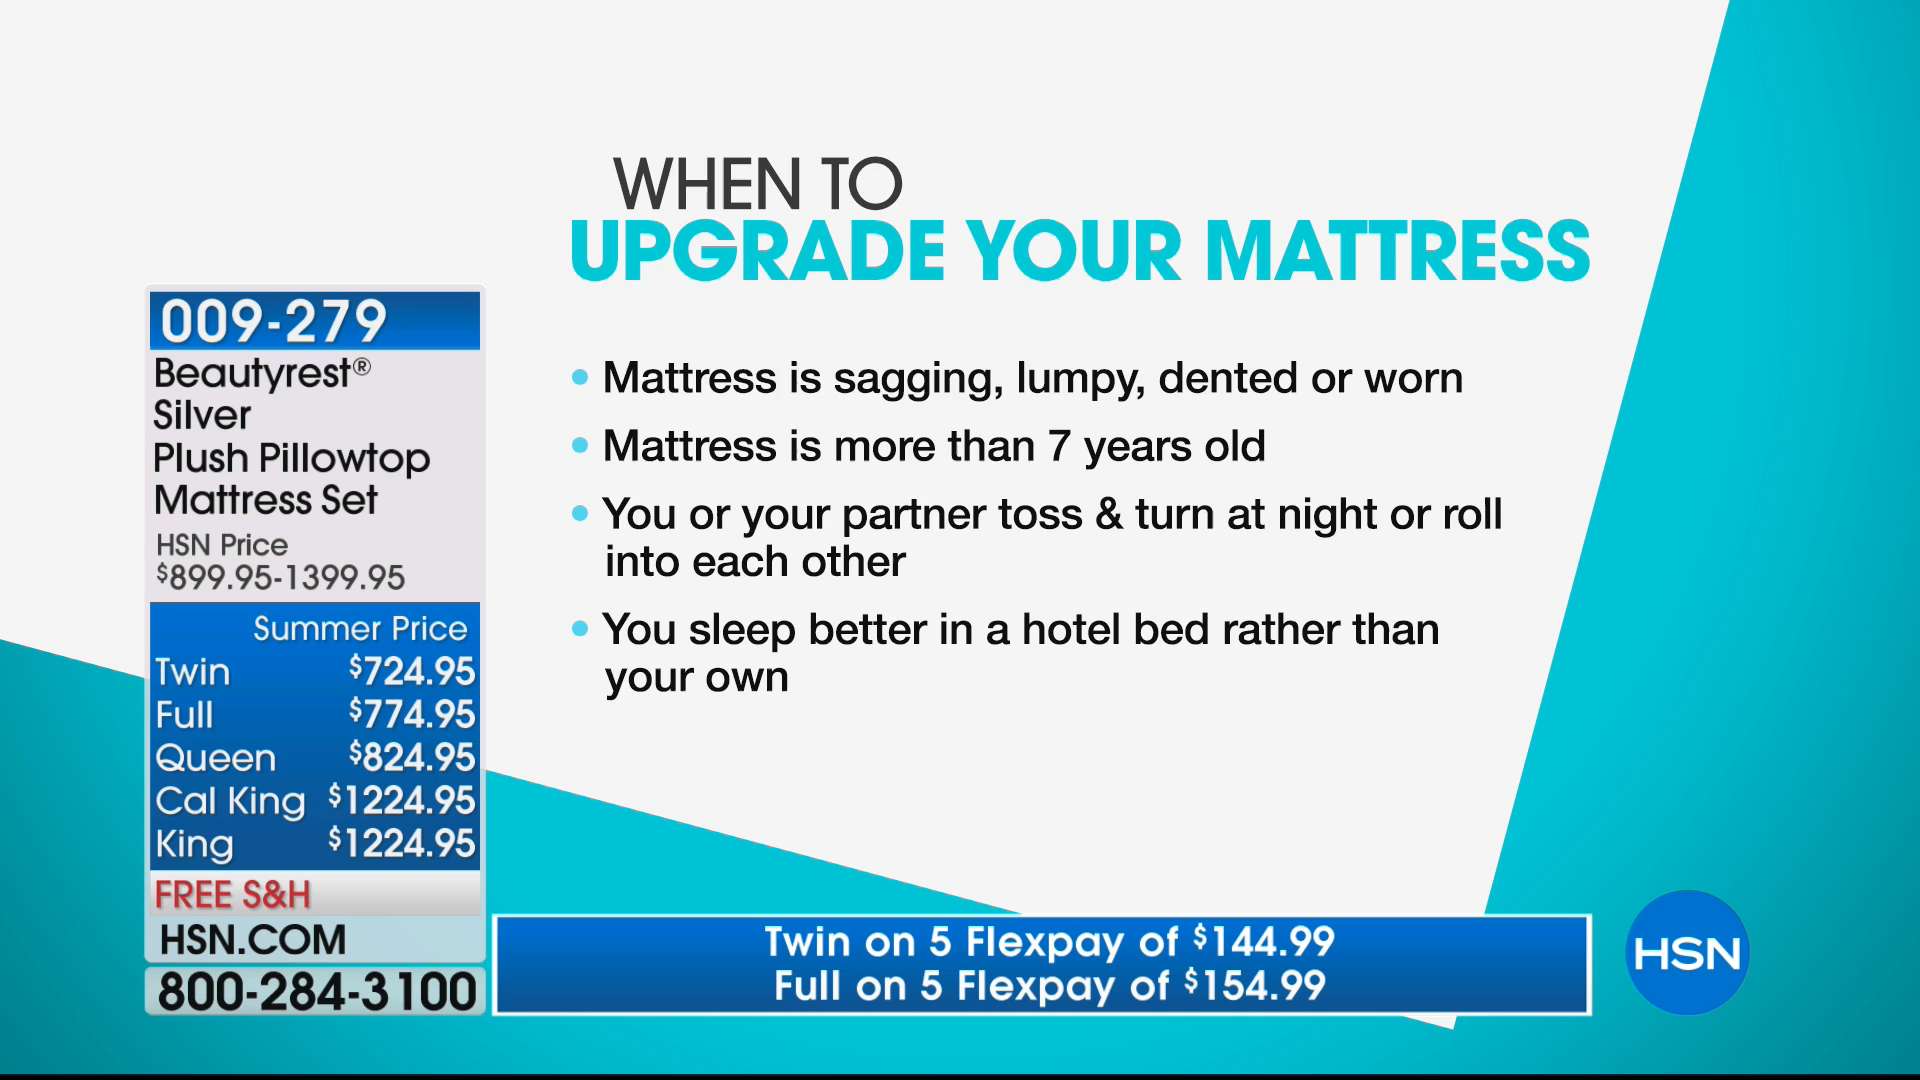 WHEN TO
UPGRADE YOUR MATTRESS
• Mattress is sagging, lumpy, dented or worn
• Mattress is more than 7 years old
• You or your partner toss & turn at night or roll
into each other
• You sleep better in a hotel bed rather than
your own
009-279
Beautyrest®
Silver
Plush Pillowtop
Mattress Set
HSN Price
$899.95-1399.95
Summer Price
Twin $724.95
Full $774.95
Queen $824.95
Cal King $1224.95
King $1224.95
FREE S&H
HSN.COM
800-284-3100
Twin on 5 Flexpay of $144.99
Full on 5 Flexpay of $154.99
HSN